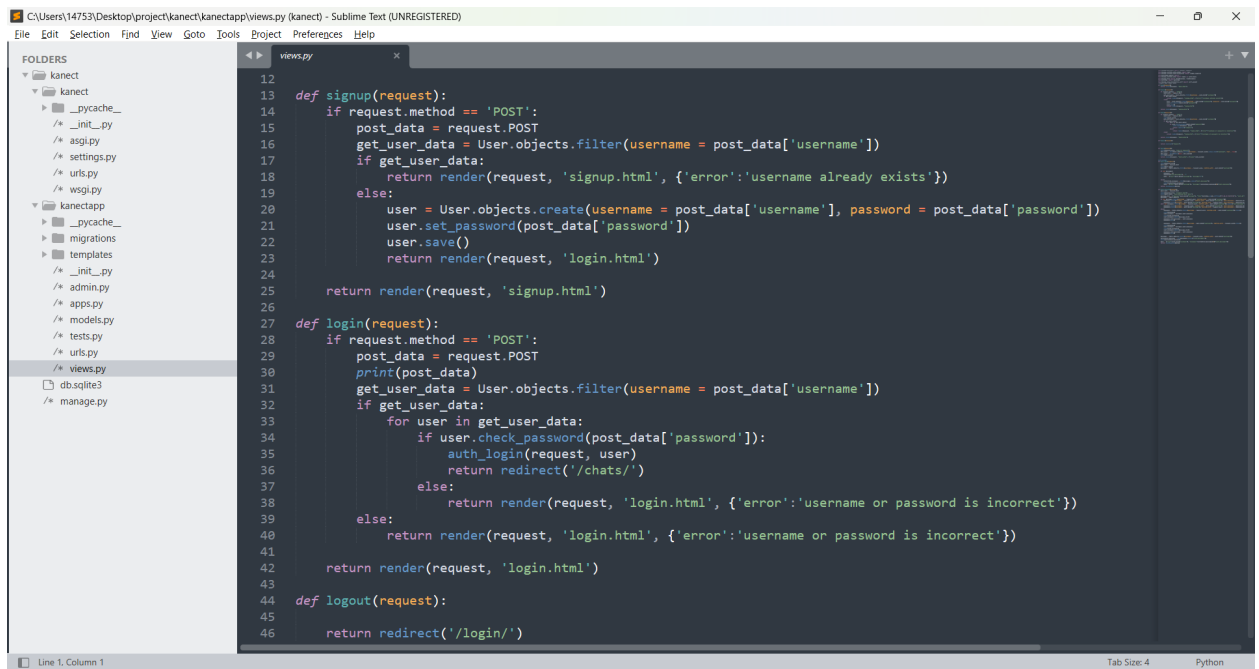 C:\Users\14753\Desktop\project\kanect\kanectapp\views.py (kanect) - Sublime Text (UNREGISTERED)
File Edit Selection Find View Goto Tools Project Preferences Help
FOLDERS
kanect
kanect
__pycache__
/* __init__.py
/* asgi.py
/* settings.py
/* urls.py
/* wsgi.py
kanectapp
__pycache__
migrations
templates
/* __init__.py
/* admin.py
/* apps.py
/* models.py
/* tests.py
/* urls.py
/* views.py
db.sqlite3
/* manage.py
views.py
12
13 def signup(request):
14     if request.method == 'POST':
15         post_data = request.POST
16         get_user_data = User.objects.filter(username = post_data['username'])
17         if get_user_data:
18             return render(request, 'signup.html', {'error':'username already exists'})
19         else:
20             user = User.objects.create(username = post_data['username'], password = post_data['password'])
21             user.set_password(post_data['password'])
22             user.save()
23             return render(request, 'login.html')
24
25     return render(request, 'signup.html')
26
27 def login(request):
28     if request.method == 'POST':
29         post_data = request.POST
30         print(post_data)
31         get_user_data = User.objects.filter(username = post_data['username'])
32         if get_user_data:
33             for user in get_user_data:
34                 if user.check_password(post_data['password']):
35                     auth_login(request, user)
36                     return redirect('/chats/')
37                 else:
38                     return render(request, 'login.html', {'error':'username or password is incorrect'})
39         else:
40             return render(request, 'login.html', {'error':'username or password is incorrect'})
41
42     return render(request, 'login.html')
43
44 def logout(request):
45
46     return redirect('/login/')
Line 1, Column 1
Tab Size: 4
Python